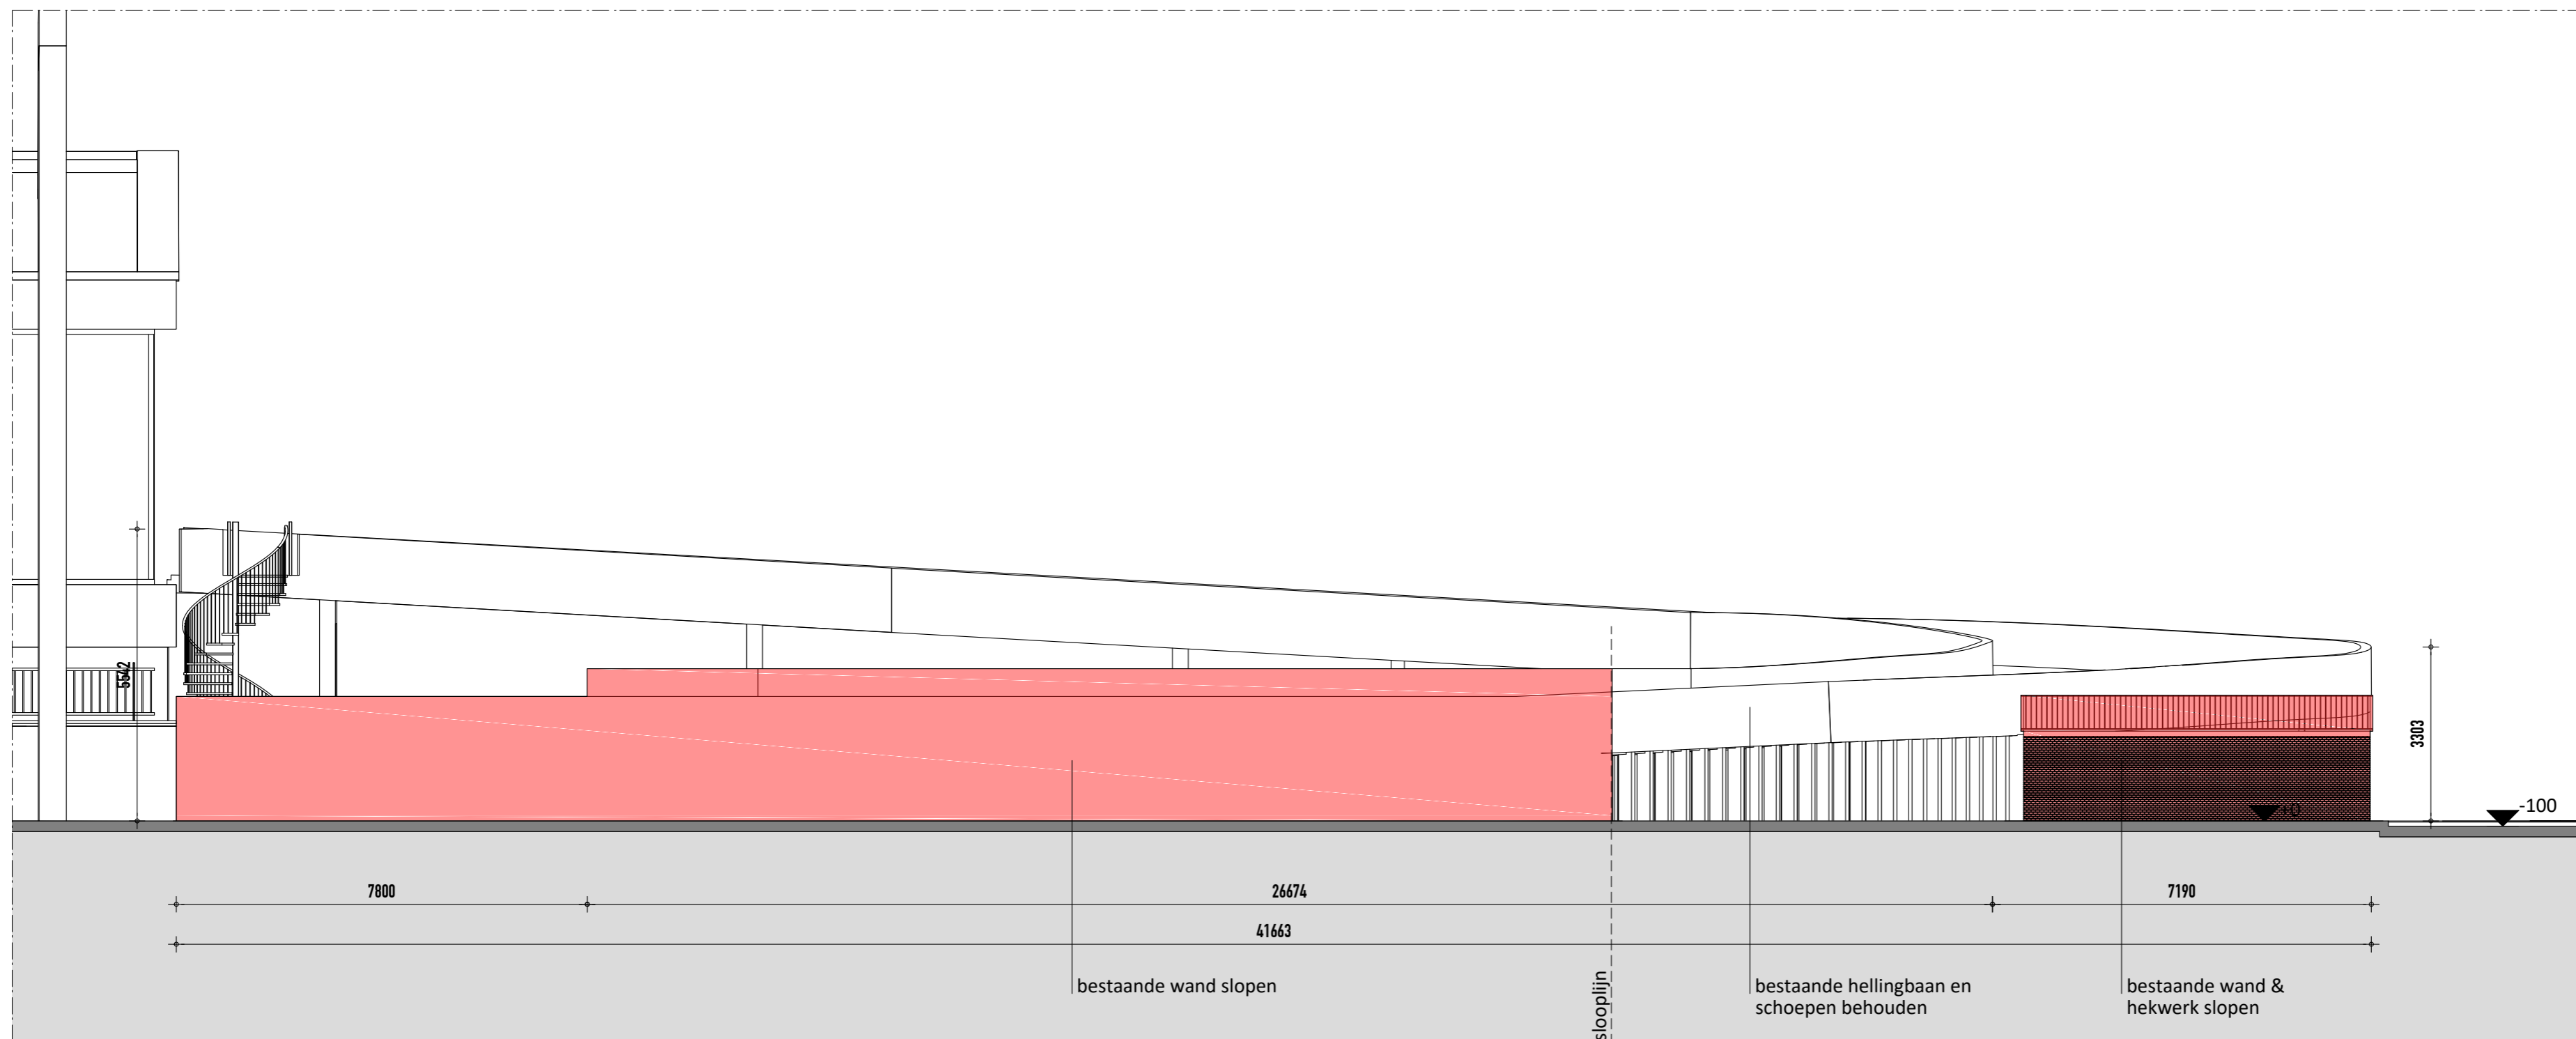 5542
3303
+0
-100
7800
26674
7190
41663
bestaande wand slopen
slooplijn
bestaande hellingbaan en
schoepen behouden
bestaande wand &
hekwerk slopen